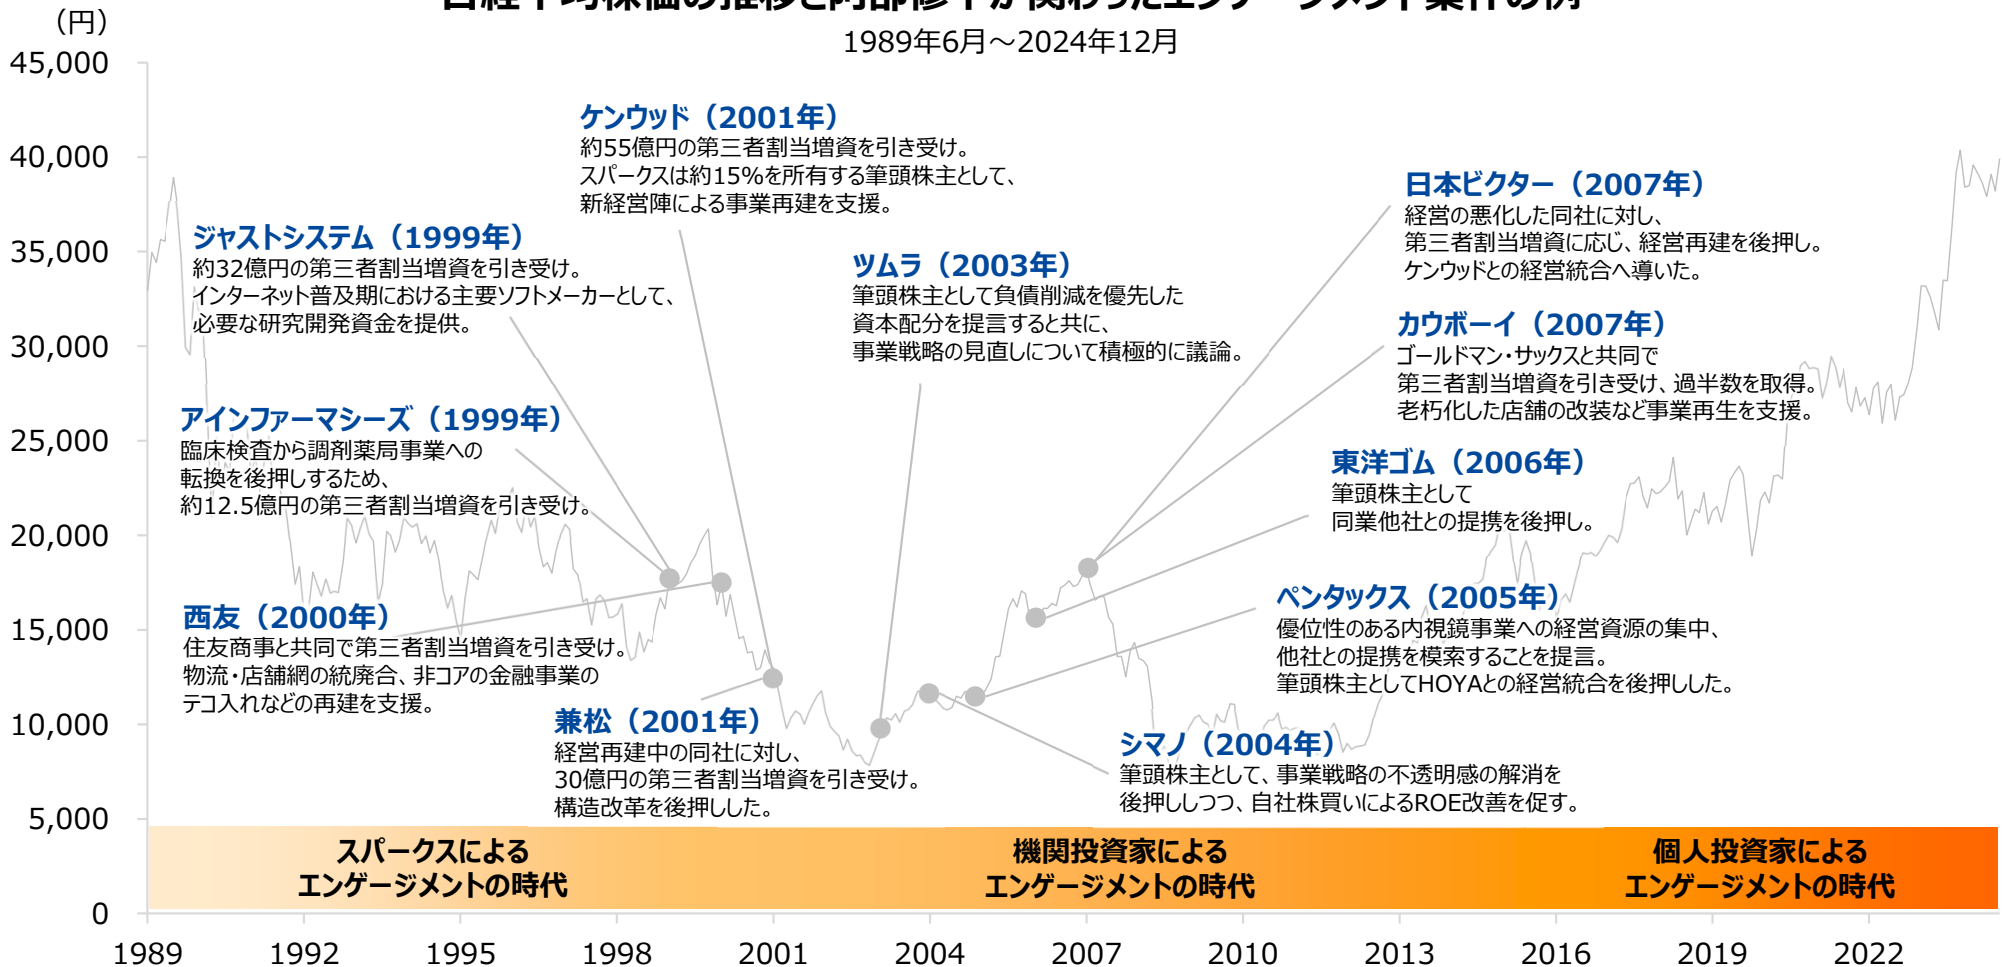 日経平均株価の推移と阿部修平が関わったエンゲージメント案件の例
1989年6月～2024年12月
（円）
45,000
40,000
35,000
30,000
25,000
20,000
15,000
10,000
5,000
0
ケンウッド（2001年）
約55億円の第三者割当増資を引き受け。
スパークスは約15%を所有する筆頭株主として、
新経営陣による事業再建を支援。
ジャストシステム（1999年）
約32億円の第三者割当増資を引き受け。
インターネット普及期における主要ソフトメーカーとして、
必要な研究開発資金を提供。
ツムラ（2003年）
筆頭株主として負債削減を優先した
資本配分を提言すると共に、
事業戦略の見直しについて積極的に議論。
日本ビクター（2007年）
経営の悪化した同社に対し、
第三者割当増資に応じ、経営再建を後押し。
ケンウッドとの経営統合へ導いた。
カウボーイ（2007年）
ゴールドマン・サックスと共同で
第三者割当増資を引き受け、過半数を取得。
老朽化した店舗の改装など事業再生を支援。
アインファーマシーズ（1999年）
臨床検査から調剤薬局事業への
転換を後押しするため、
約12.5億円の第三者割当増資を引き受け。
東洋ゴム（2006年）
筆頭株主として
同業他社との提携を後押し。
西友（2000年）
住友商事と共同で第三者割当増資を引き受け。
物流・店舗網の統廃合、非コアの金融事業の
テコ入れなどの再建を支援。
ペンタックス（2005年）
優位性のある内視鏡事業への経営資源の集中、
他社との提携を模索することを提言。
筆頭株主としてHOYAとの経営統合を後押しした。
兼松（2001年）
経営再建中の同社に対し、
30億円の第三者割当増資を引き受け。
構造改革を後押しした。
シマノ（2004年）
筆頭株主として、事業戦略の不透明感の解消を
後押ししつつ、自社株買いによるROE改善を促す。
スパークスによる
エンゲージメントの時代
機関投資家による
エンゲージメントの時代
個人投資家による
エンゲージメントの時代
1989 1992 1995 1998 2001 2004 2007 2010 2013 2016 2019 2022